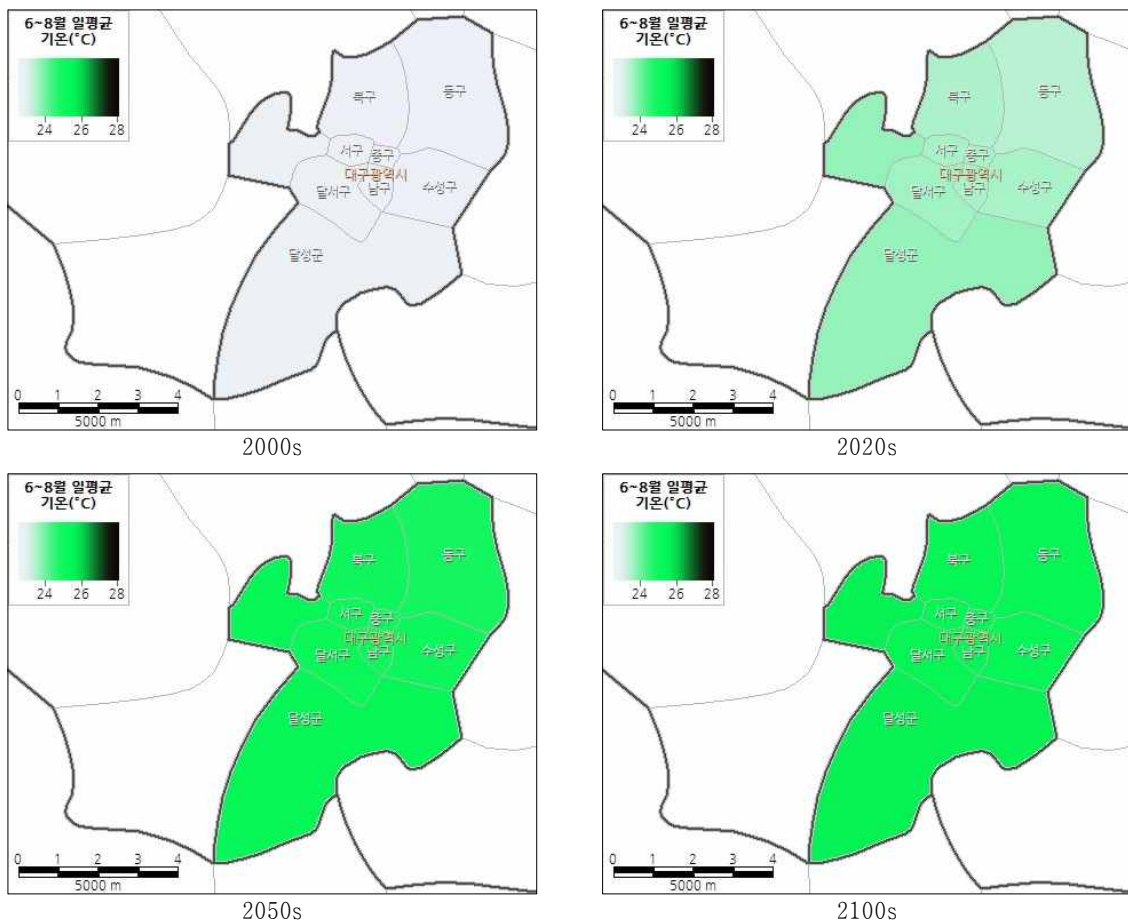 6~8월 일평균
기온(°C)
24 26 28
북구
동구
서구
중구
대구광역시
달서구
남구
수성구
달성군
0 1 2 3 4
5000 m
2000s
6~8월 일평균
기온(°C)
24 26 28
북구
동구
서구
중구
대구광역시
달서구
남구
수성구
달성군
0 1 2 3 4
5000 m
2020s
6~8월 일평균
기온(°C)
24 26 28
북구
동구
서구
중구
대구광역시
달서구
남구
수성구
달성군
0 1 2 3 4
5000 m
2050s
6~8월 일평균
기온(°C)
24 26 28
북구
동구
서구
중구
대구광역시
달서구
남구
수성구
달성군
0 1 2 3 4
5000 m
2100s